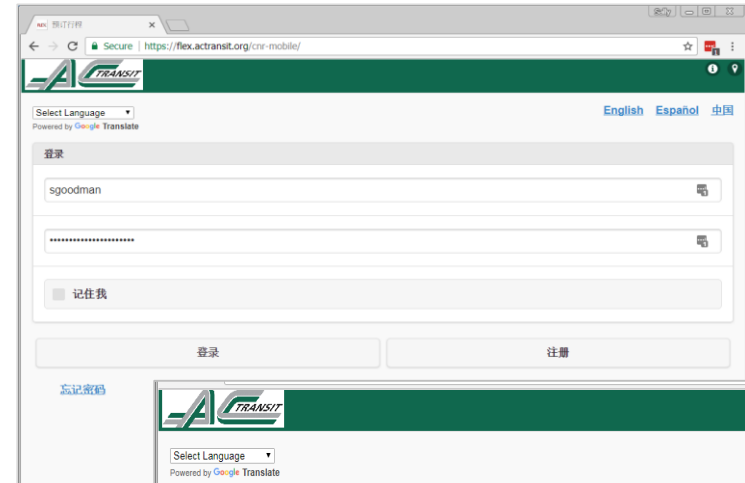 预订行程
Secure | https://flex.actransit.org/cnr-mobile/
AC TRANSIT
Select Language
English Español 中国
Powered by Google Translate
登录
sgoodman
••••••••••••••••••••••
记住我
登录 注册
忘记密码
AC TRANSIT
Select Language
Powered by Google Translate